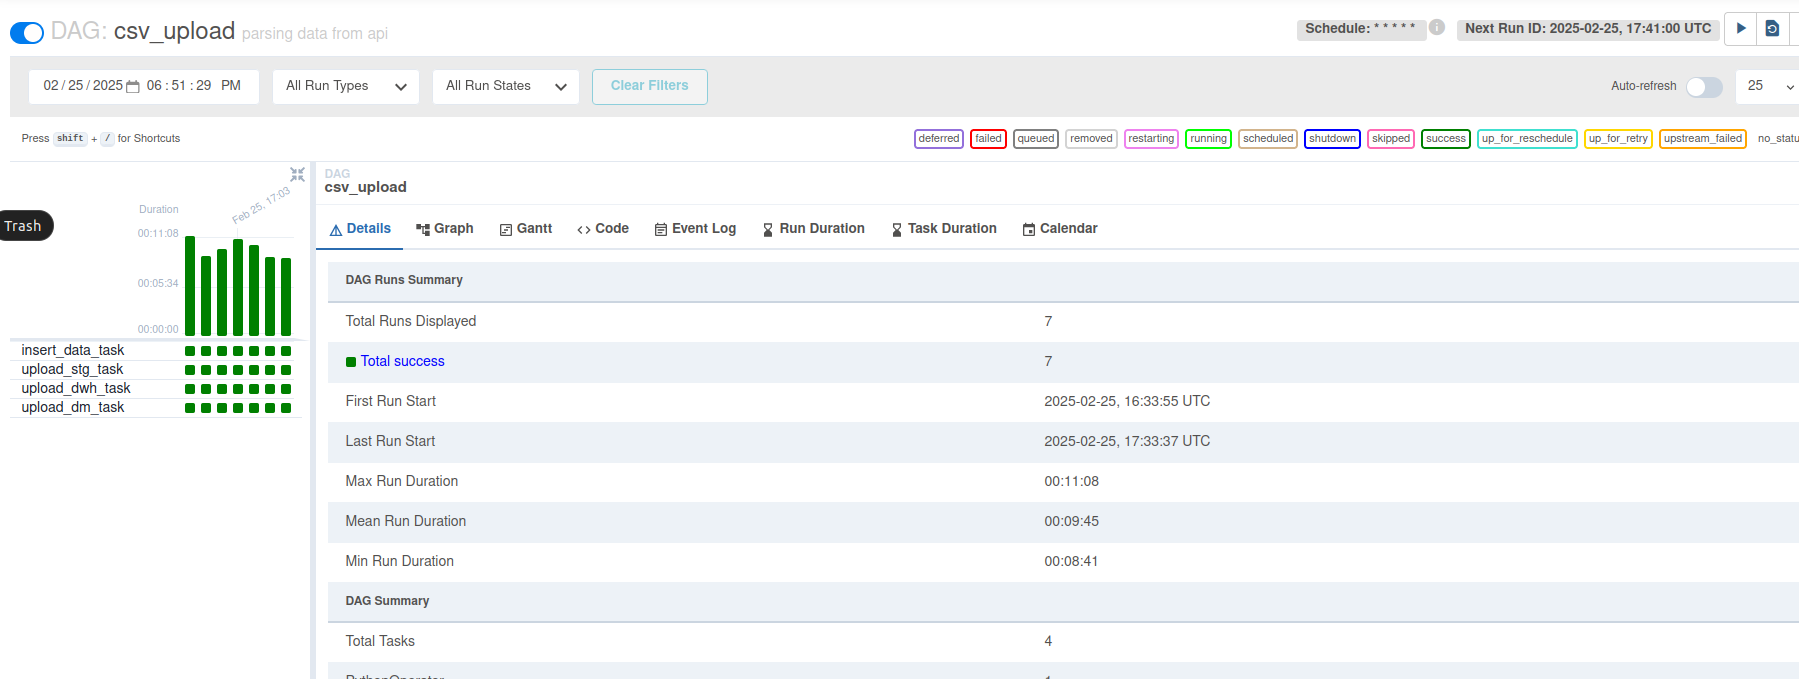 DAG: csv_upload parsing data from api
Schedule: * * * * *
Next Run ID: 2025-02-25, 17:41:00 UTC
02 / 25 / 2025 06 : 51 : 29 PM
All Run Types
All Run States
Clear Filters
Auto-refresh
25
Press shift + / for Shortcuts
deferred failed queued removed restarting running scheduled shutdown skipped success up_for_reschedule up_for_retry upstream_failed no_statu
Trash
Duration
Feb 25, 17:03
00:11:08
00:05:34
00:00:00
insert_data_task
upload_stg_task
upload_dwh_task
upload_dm_task
DAG
csv_upload
Details Graph Gantt <> Code Event Log Run Duration Task Duration Calendar
DAG Runs Summary
Total Runs Displayed 7
Total success 7
First Run Start 2025-02-25, 16:33:55 UTC
Last Run Start 2025-02-25, 17:33:37 UTC
Max Run Duration 00:11:08
Mean Run Duration 00:09:45
Min Run Duration 00:08:41
DAG Summary
Total Tasks 4